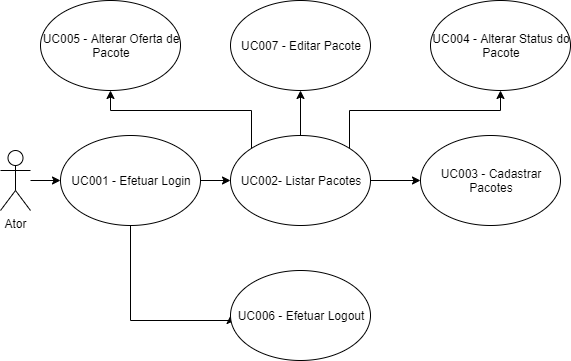 UC005 - Alterar Oferta de
Pacote
UC007 - Editar Pacote
UC004 - Alterar Status do
Pacote
UC001 - Efetuar Login
UC002- Listar Pacotes
UC003 - Cadastrar
Pacotes
Ator
UC006 - Efetuar Logout